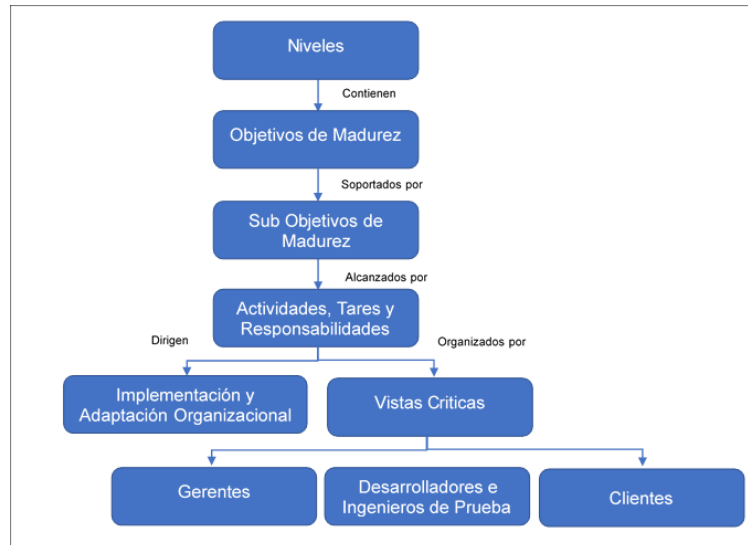 Niveles
Contienen
Objetivos de Madurez
Soportados por
Sub Objetivos de
Madurez
Alcanzados por
Actividades, Tares y
Responsabilidades
Dirigen
Organizados por
Implementación y
Adaptación Organizacional
Vistas Criticas
Gerentes
Desarrolladores e
Ingenieros de Prueba
Clientes